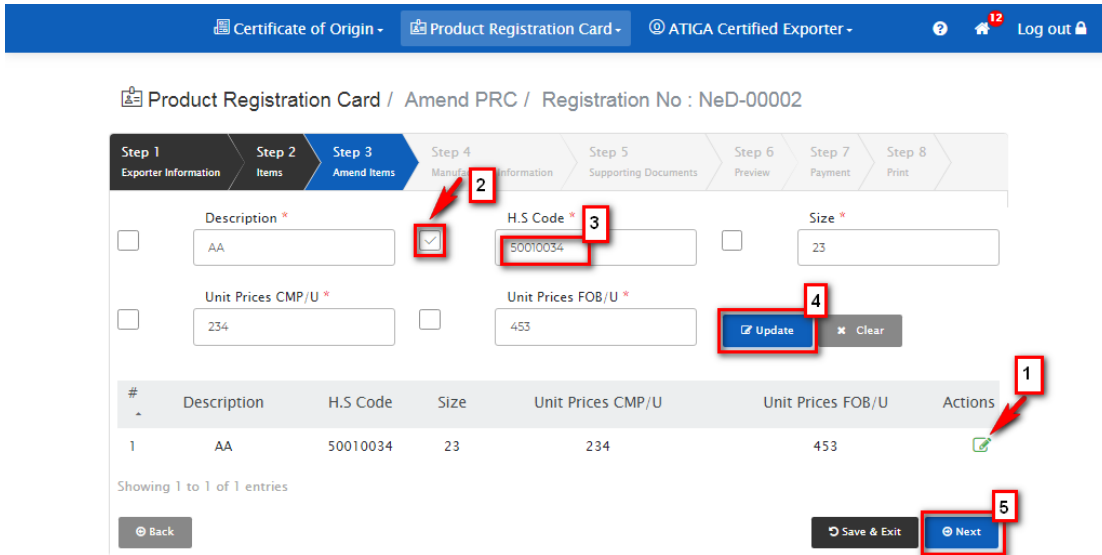 Certificate of Origin Product Registration Card ATIGA Certified Exporter ? 12 Log out
Product Registration Card / Amend PRC / Registration No : NeD-00002
Step 1 Step 2 Step 3 Step 4 Step 5 Step 6 Step 7 Step 8
Exporter Information Items Amend Items Information Supporting Documents Preview Payment Print
2
Description * H.S Code * Size *
3
AA 50010034 23
Unit Prices CMP/U * Unit Prices FOB/U *
4
234 453 Update Clear
1
# Description H.S Code Size Unit Prices CMP/U Unit Prices FOB/U Actions
1 AA 50010034 23 234 453
Showing 1 to 1 of 1 entries
5
Back Save & Exit Next